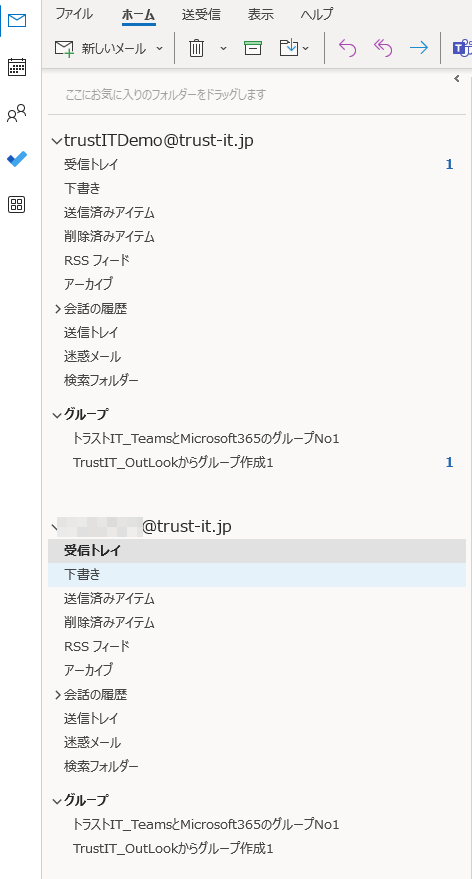 ファイル ホーム 送受信 表示 ヘルプ
新しいメール
ここにお気に入りのフォルダーをドラッグします
trustITDemo@trust-it.jp
受信トレイ 1
下書き
送信済みアイテム
削除済みアイテム
RSS フィード
アーカイブ
会話の履歴
送信トレイ
迷惑メール
検索フォルダー
グループ
トラストIT_TeamsとMicrosoft365のグループNo1
TrustIT_OutLookからグループ作成1 1
@trust-it.jp
受信トレイ
下書き
送信済みアイテム
削除済みアイテム
RSS フィード
アーカイブ
会話の履歴
送信トレイ
迷惑メール
検索フォルダー
グループ
トラストIT_TeamsとMicrosoft365のグループNo1
TrustIT_OutLookからグループ作成1